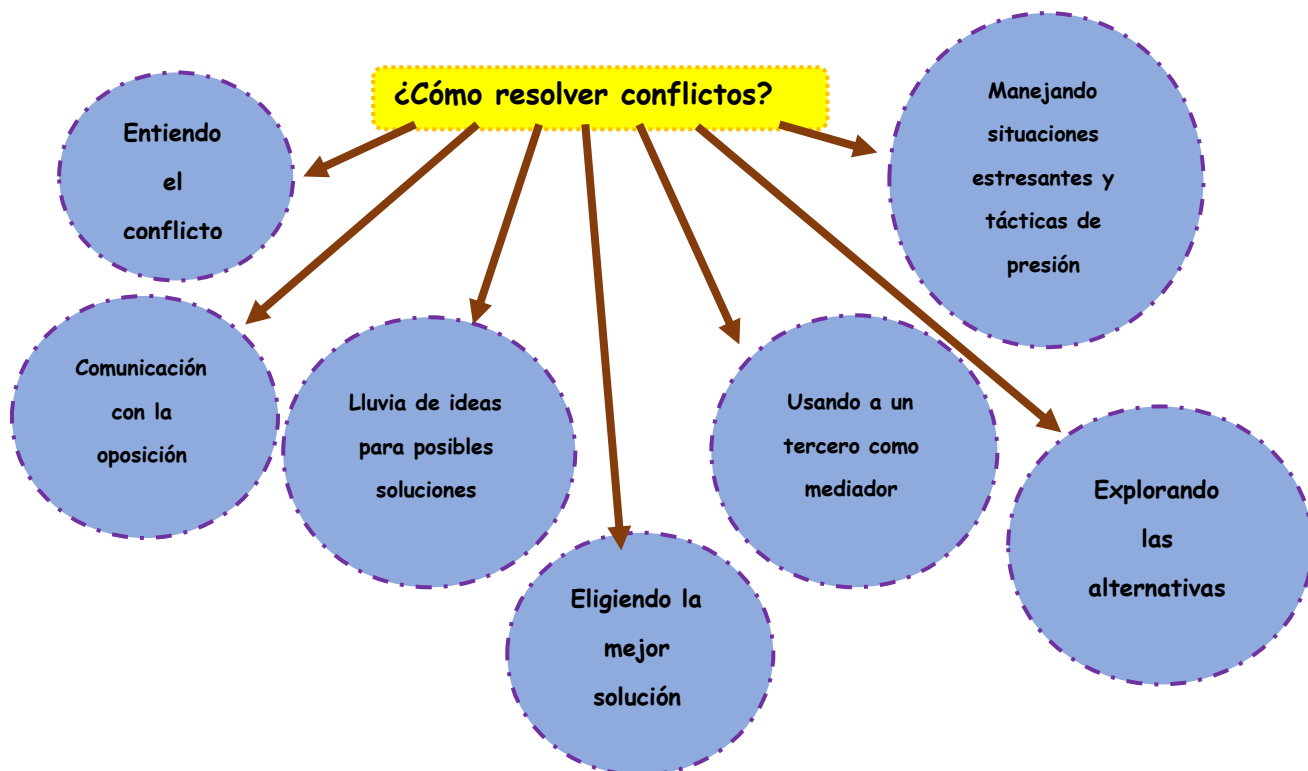 ¿Cómo resolver conflictos?
Entiendo
el
conflicto
Comunicación
con la
oposición
Lluvia de ideas
para posibles
soluciones
Eligiendo la
mejor
solución
Usando a un
tercero como
mediador
Explorando
las
alternativas
Manejando
situaciones
estresantes y
tácticas de
presión